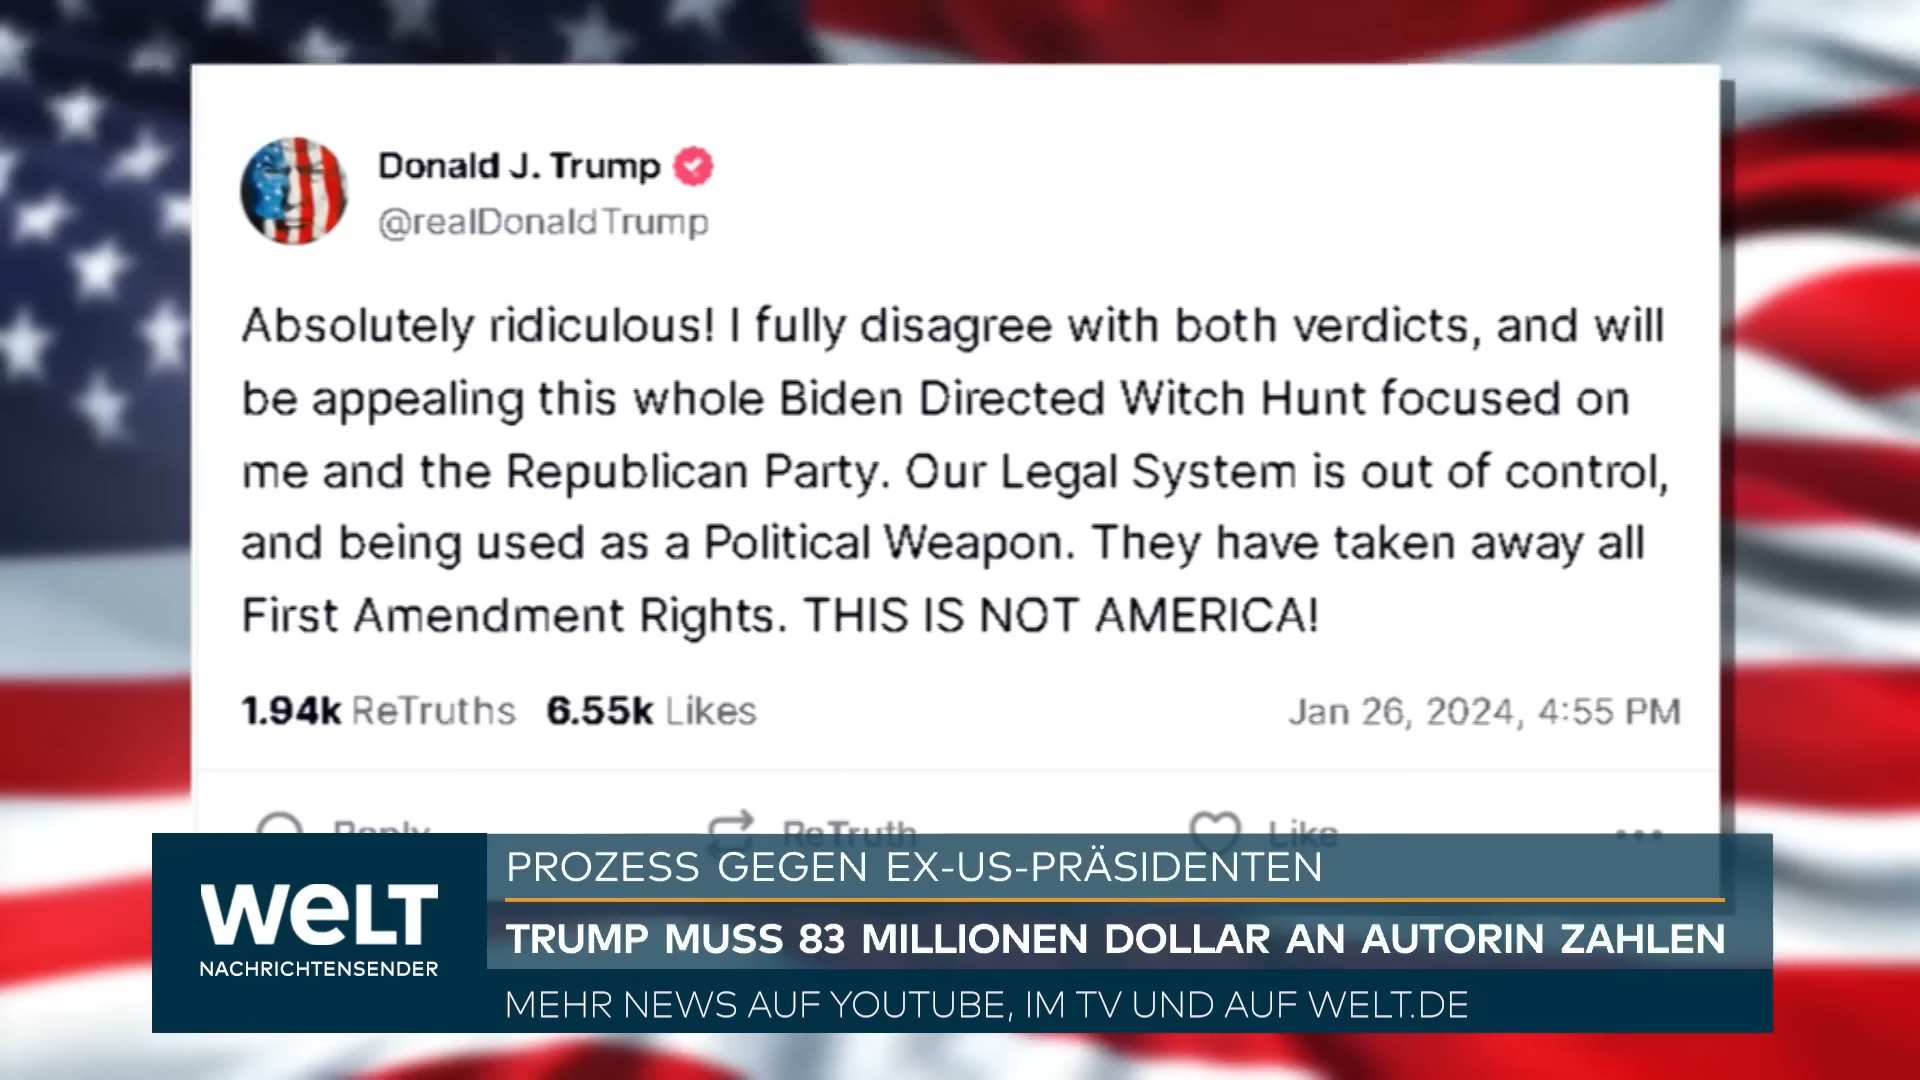 Donald J. Trump
@realDonaldTrump
Absolutely ridiculous! I fully disagree with both verdicts, and will
be appealing this whole Biden Directed Witch Hunt focused on
me and the Republican Party. Our Legal System is out of control,
and being used as a Political Weapon. They have taken away all
First Amendment Rights. THIS IS NOT AMERICA!
1.94k ReTruths 6.55k Likes Jan 26, 2024, 4:55 PM
Reply ReTruth Like
WELT
NACHRICHTENSENDER
PROZESS GEGEN EX-US-PRÄSIDENTEN
TRUMP MUSS 83 MILLIONEN DOLLAR AN AUTORIN ZAHLEN
MEHR NEWS AUF YOUTUBE, IM TV UND AUF WELT.DE